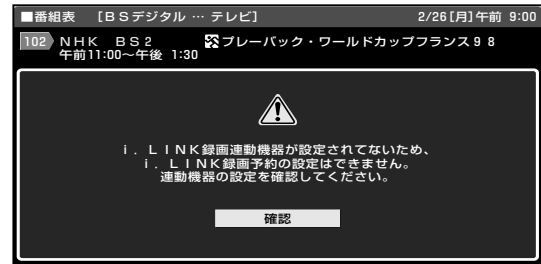 ■番組表 [BSデジタル … テレビ] 2/26[月]午前 9:00
102 NHK BS2 プレーバック・ワールドカップフランス98
午前11:00～午後 1:30
i.LINK録画連動機器が設定されてないため、
i.LINK録画予約の設定はできません。
連動機器の設定を確認してください。
確認